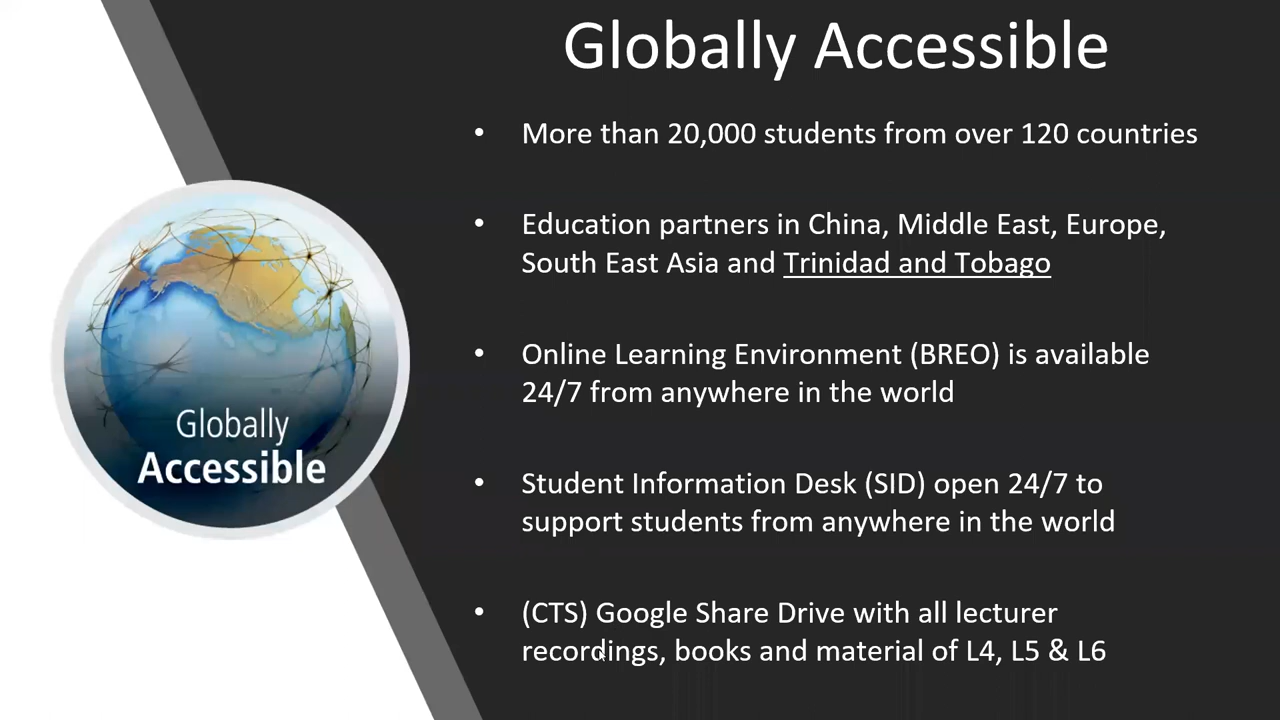 Globally Accessible
• More than 20,000 students from over 120 countries
• Education partners in China, Middle East, Europe,
South East Asia and Trinidad and Tobago
• Online Learning Environment (BREO) is available
24/7 from anywhere in the world
• Student Information Desk (SID) open 24/7 to
support students from anywhere in the world
• (CTS) Google Share Drive with all lecturer
recordings, books and material of L4, L5 & L6
Globally
Accessible